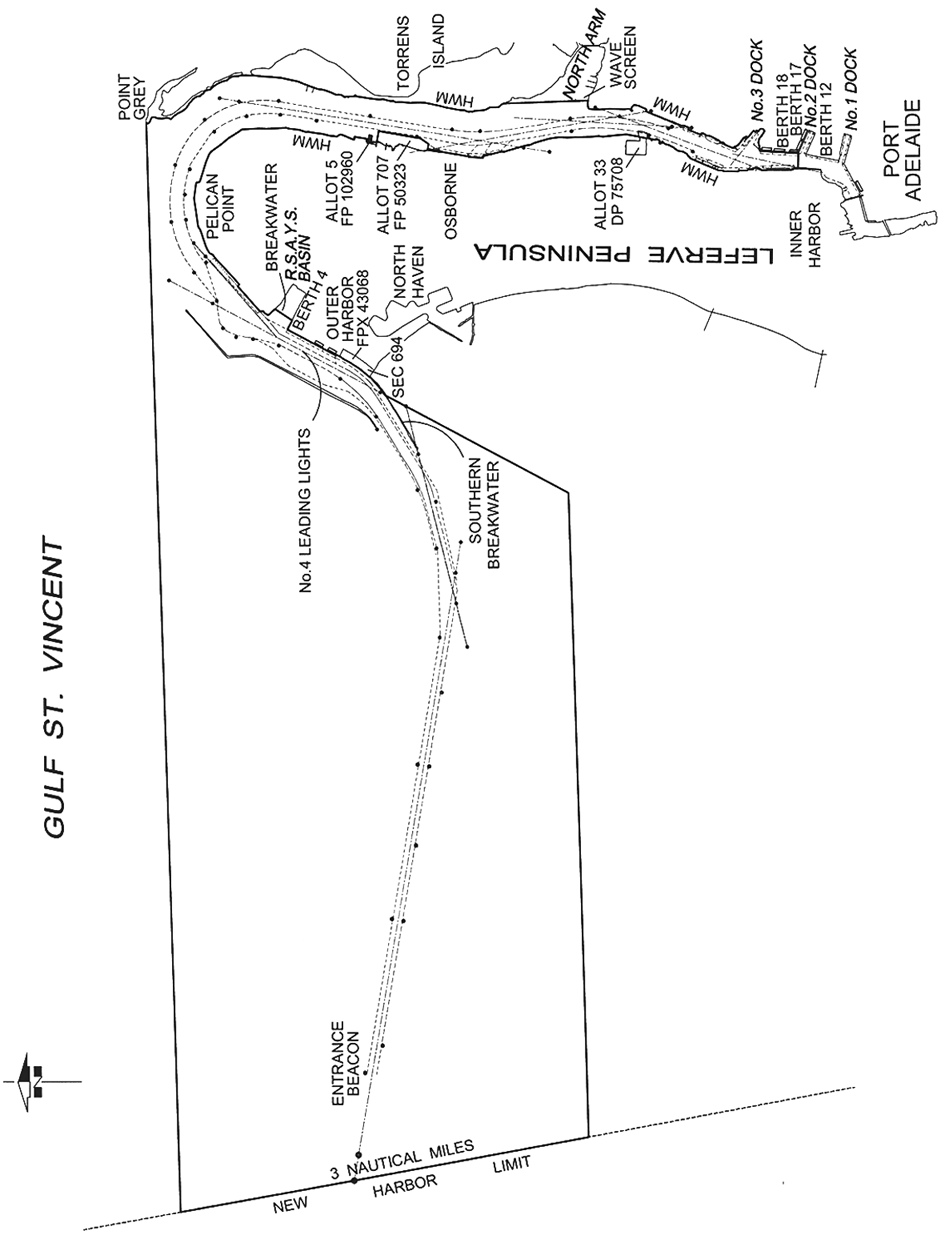 GULF ST. VINCENT
POINT
GREY
TORRENS
ISLAND
HWM
NORTH ARM
WAVE
SCREEN
HWM
No.3 DOCK
BERTH 18
BERTH 17
No.2 DOCK
BERTH 12
No.1 DOCK
PORT
ADELAIDE
PELICAN
POINT
HWM
ALLOT 5
FP 102960
ALLOT 707
FP 50323
OSBORNE
ALLOT 33
DP 75708
HWM
INNER
HARBOR
LEFERVE PENINSULA
BREAKWATER
R.S.A.Y.S.
BASIN
BERTH 4
OUTER
HARBOR
FPX 43068
NORTH
HAVEN
SEC 694
No.4 LEADING LIGHTS
SOUTHERN
BREAKWATER
ENTRANCE
BEACON
3 NAUTICAL MILES
NEW HARBOR LIMIT
N